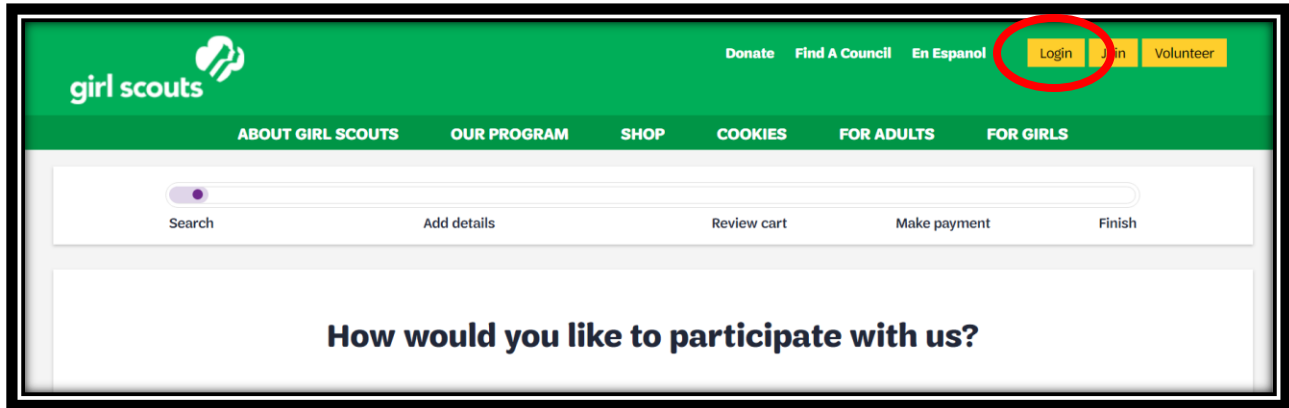 girl scouts
Donate Find A Council En Espanol Login Join Volunteer
ABOUT GIRL SCOUTS OUR PROGRAM SHOP COOKIES FOR ADULTS FOR GIRLS
Search Add details Review cart Make payment Finish
How would you like to participate with us?